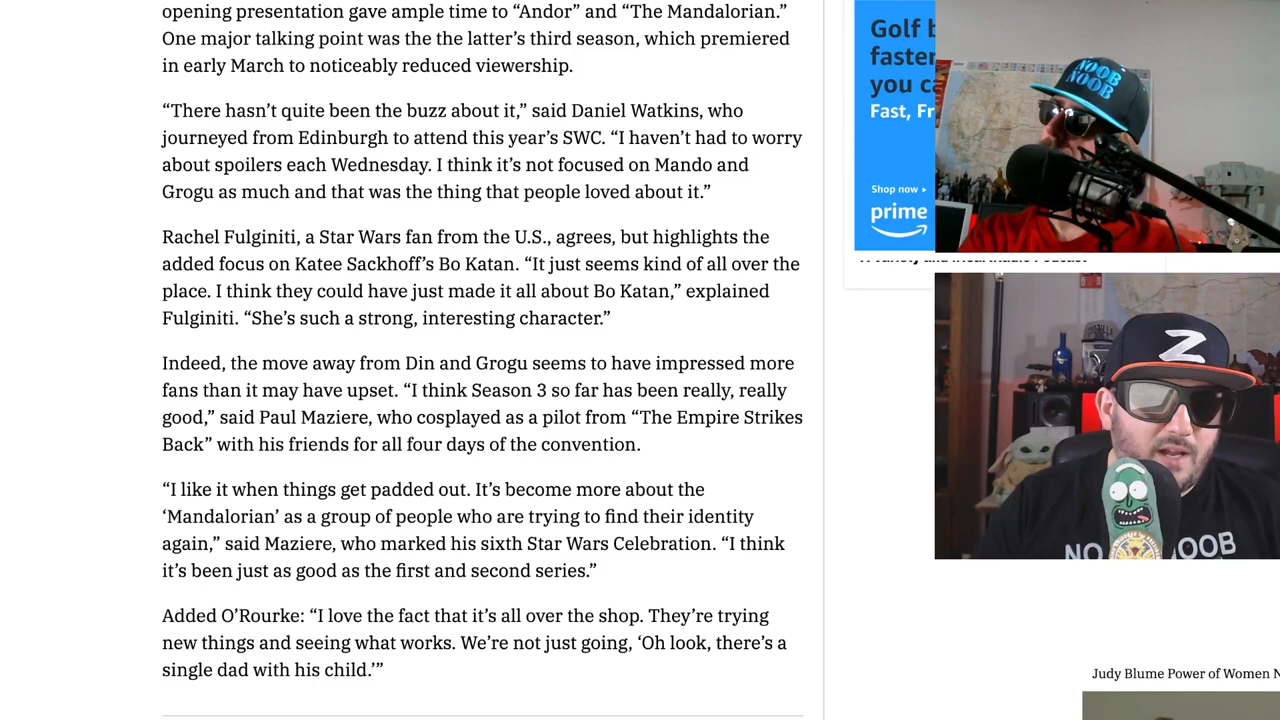 opening presentation gave ample time to “Andor” and “The Mandalorian.”
One major talking point was the the latter’s third season, which premiered
in early March to noticeably reduced viewership.
“There hasn’t quite been the buzz about it,” said Daniel Watkins, who
journeyed from Edinburgh to attend this year’s SWC. “I haven’t had to worry
about spoilers each Wednesday. I think it’s not focused on Mando and
Grogu as much and that was the thing that people loved about it.”
Rachel Fulginiti, a Star Wars fan from the U.S., agrees, but highlights the
added focus on Katee Sackhoff’s Bo Katan. “It just seems kind of all over the
place. I think they could have just made it all about Bo Katan,” explained
Fulginiti. “She’s such a strong, interesting character.”
Indeed, the move away from Din and Grogu seems to have impressed more
fans than it may have upset. “I think Season 3 so far has been really, really
good,” said Paul Maziere, who cosplayed as a pilot from “The Empire Strikes
Back” with his friends for all four days of the convention.
“I like it when things get padded out. It’s become more about the
‘Mandalorian’ as a group of people who are trying to find their identity
again,” said Maziere, who marked his sixth Star Wars Celebration. “I think
it’s been just as good as the first and second series.”
Added O’Rourke: “I love the fact that it’s all over the shop. They’re trying
new things and seeing what works. We’re not just going, ‘Oh look, there’s a
single dad with his child.’”
Golf b
faster
you ca
Fast, Fr
Shop now ▸
prime
NOOB
NOOB
Z
NO OOB
Judy Blume Power of Women N